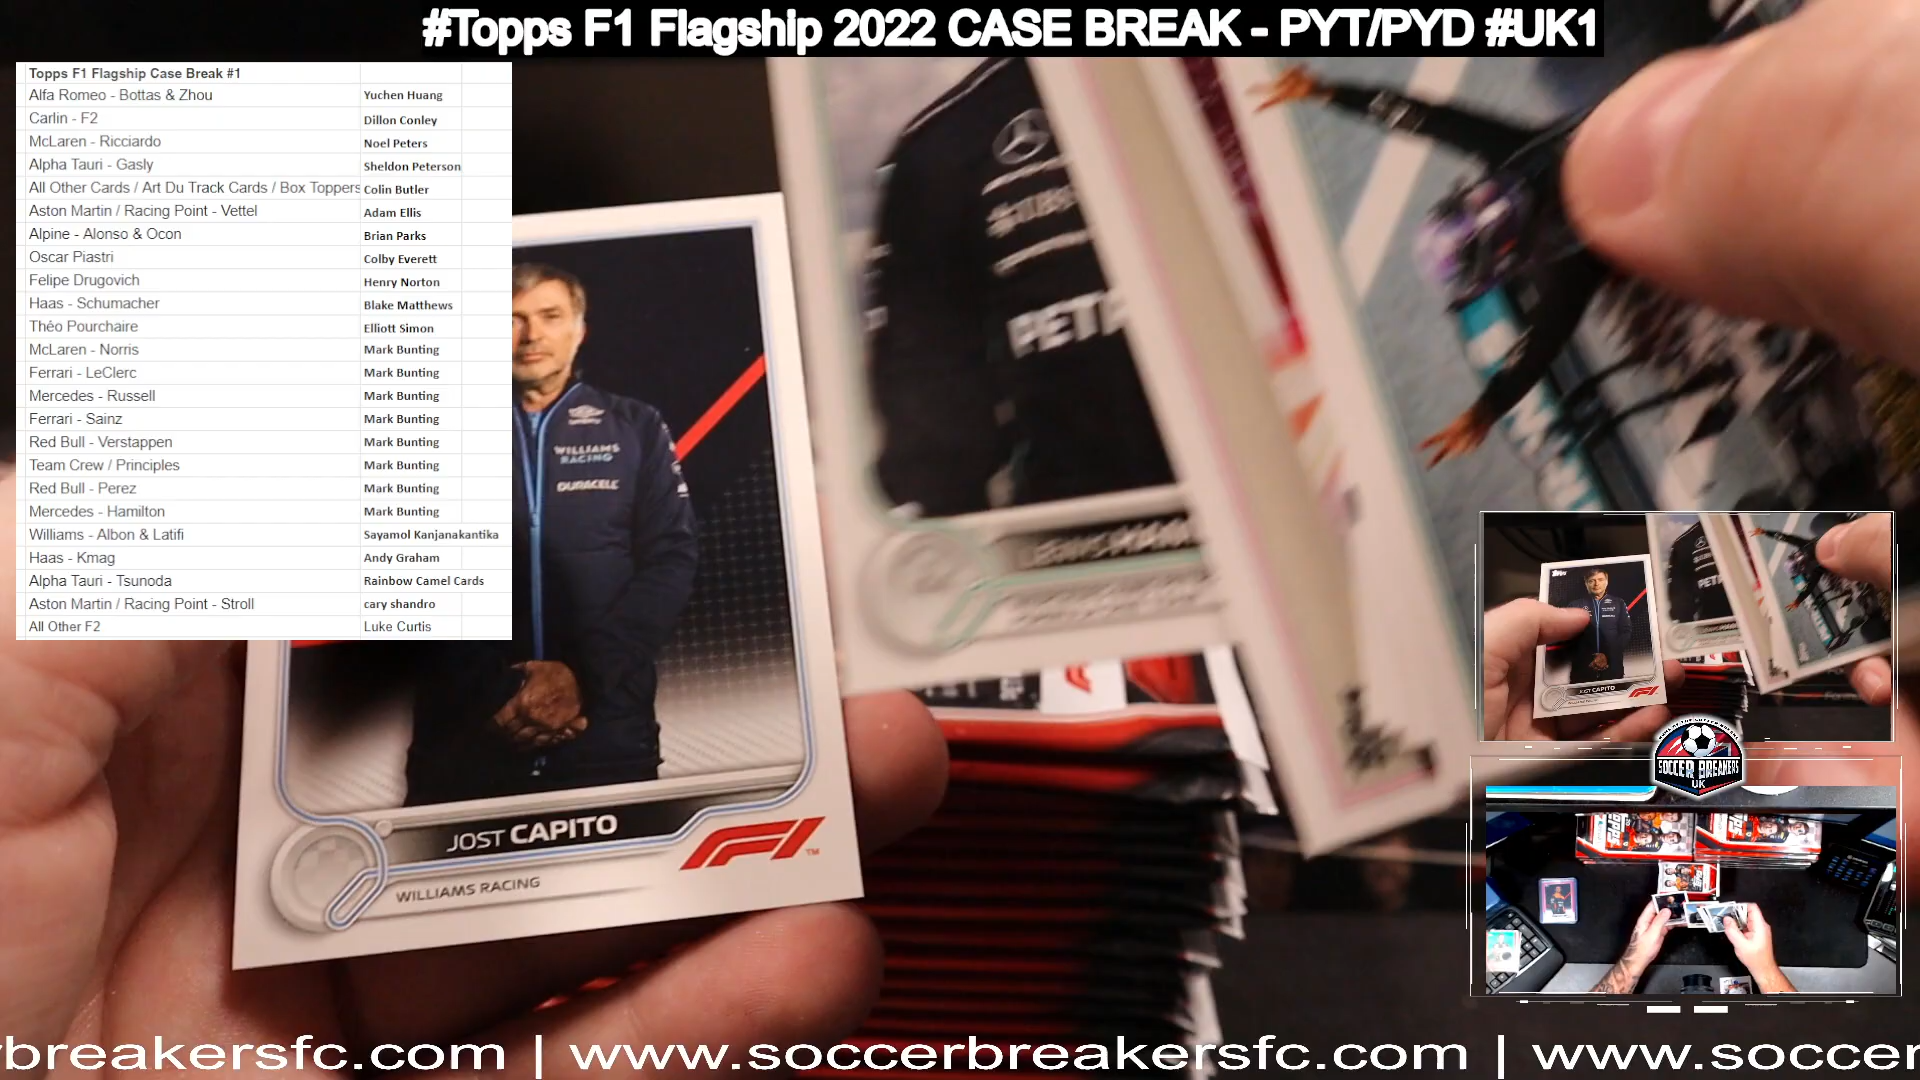 #Topps F1 Flagship 2022 CASE BREAK - PYT/PYD #UK1
Topps F1 Flagship Case Break #1
Alfa Romeo - Bottas & Zhou Yuchen Huang
Carlin - F2 Dillon Conley
McLaren - Ricciardo Noel Peters
Alpha Tauri - Gasly Sheldon Peterson
All Other Cards / Art Du Track Cards / Box Toppers Colin Butler
Aston Martin / Racing Point - Vettel Adam Ellis
Alpine - Alonso & Ocon Brian Parks
Oscar Piastri Colby Everett
Felipe Drugovich Henry Norton
Haas - Schumacher Blake Matthews
Théo Pourchaire Elliott Simon
McLaren - Norris Mark Bunting
Ferrari - LeClerc Mark Bunting
Mercedes - Russell Mark Bunting
Ferrari - Sainz Mark Bunting
Red Bull - Verstappen Mark Bunting
Team Crew / Principles Mark Bunting
Red Bull - Perez Mark Bunting
Mercedes - Hamilton Mark Bunting
Williams - Albon & Latifi Sayamol Kanjanakantika
Haas - Kmag Andy Graham
Alpha Tauri - Tsunoda Rainbow Camel Cards
Aston Martin / Racing Point - Stroll cary shandro
All Other F2 Luke Curtis
WILLIAMS
RACING
DURACELL
JOST CAPITO
WILLIAMS RACING
F1
PET
JOST CAPITO
F1
SOCCER BREAKERS
UK
rbreakersfc.com | www.soccerbreakersfc.com | www.soccer